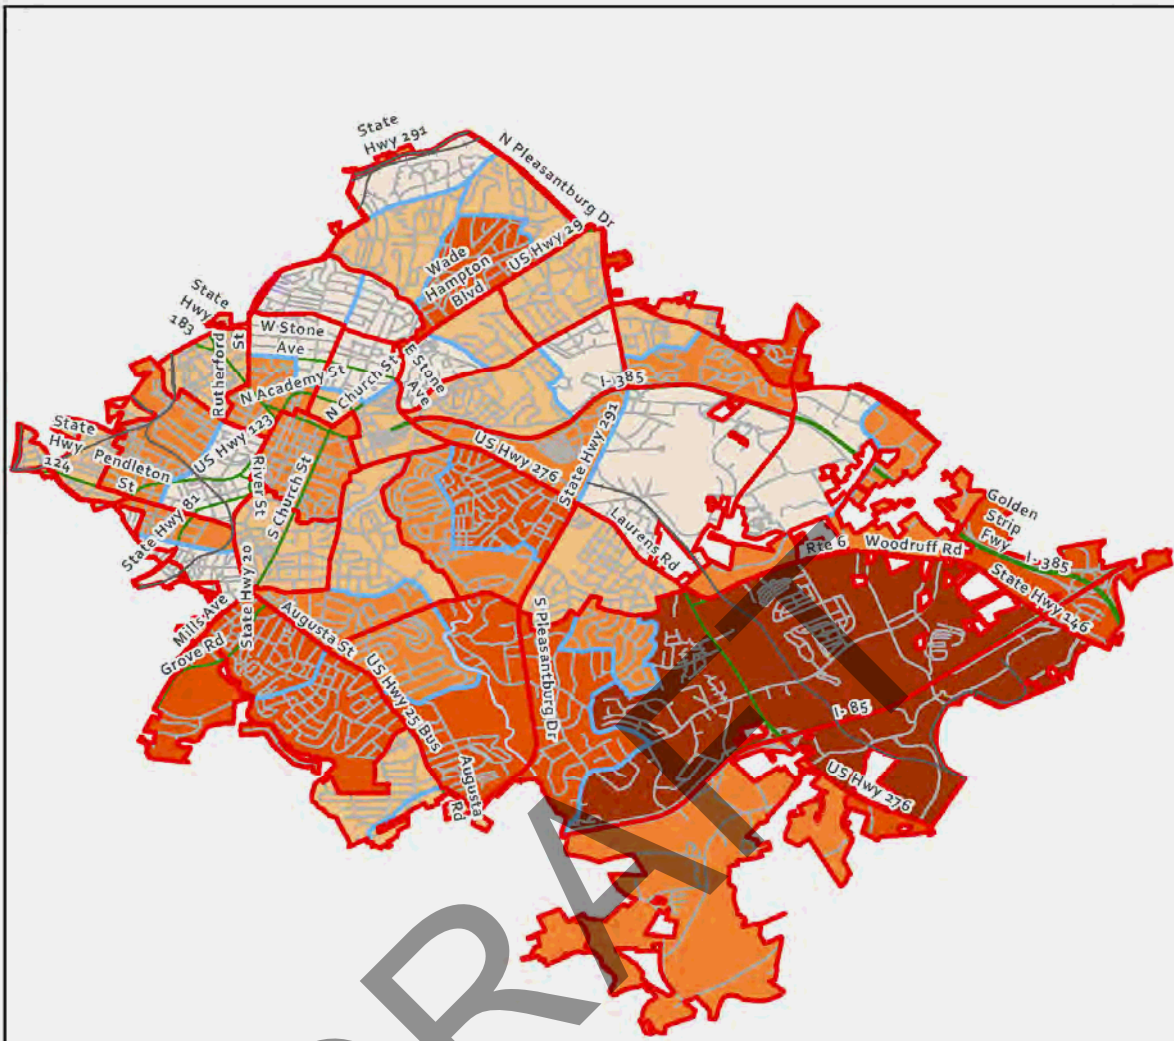 State
Hwy 291
N Pleasantburg Dr
US Hwy 29
Wade
Hampton
Blvd
State
Hwy
183
Rutherford
St
W Stone
Ave
N Academy St
N Church St
E Stone
Ave
I-385
State Hwy 291
US Hwy 276
State
Hwy
124
Pendleton
St
US Hwy 123
River St
S Church St
State Hwy 81
State Hwy 20
Laurens Rd
Rte 6
Woodruff Rd
Golden
Strip
Fwy
I-385
State Hwy 146
Mills Ave
Grove Rd
Augusta St
US Hwy 25 Bus
S Pleasantburg Dr
Augusta
Rd
I-85
US Hwy 276
DRAFT